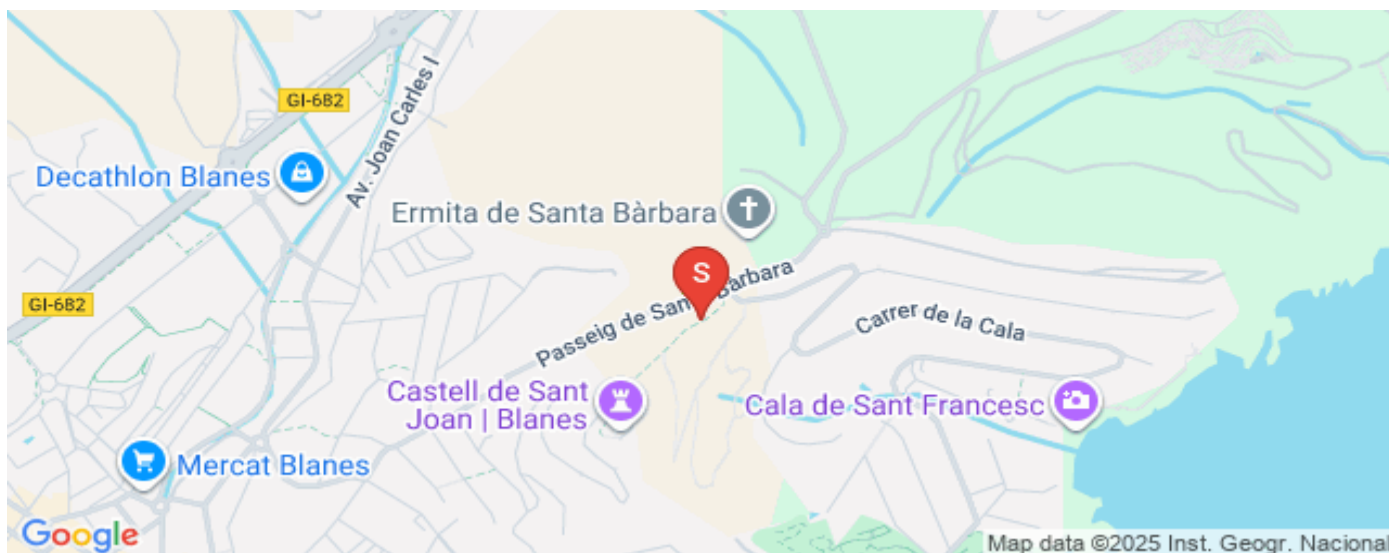 GI-682
Av. Joan Carles I
Decathlon Blanes
Ermita de Santa Bàrbara
S
Passeig de Santa Bàrbara
GI-682
Carrer de la Cala
Castell de Sant
Joan | Blanes
Cala de Sant Francesc
Mercat Blanes
Google
Map data ©2025 Inst. Geogr. Nacional